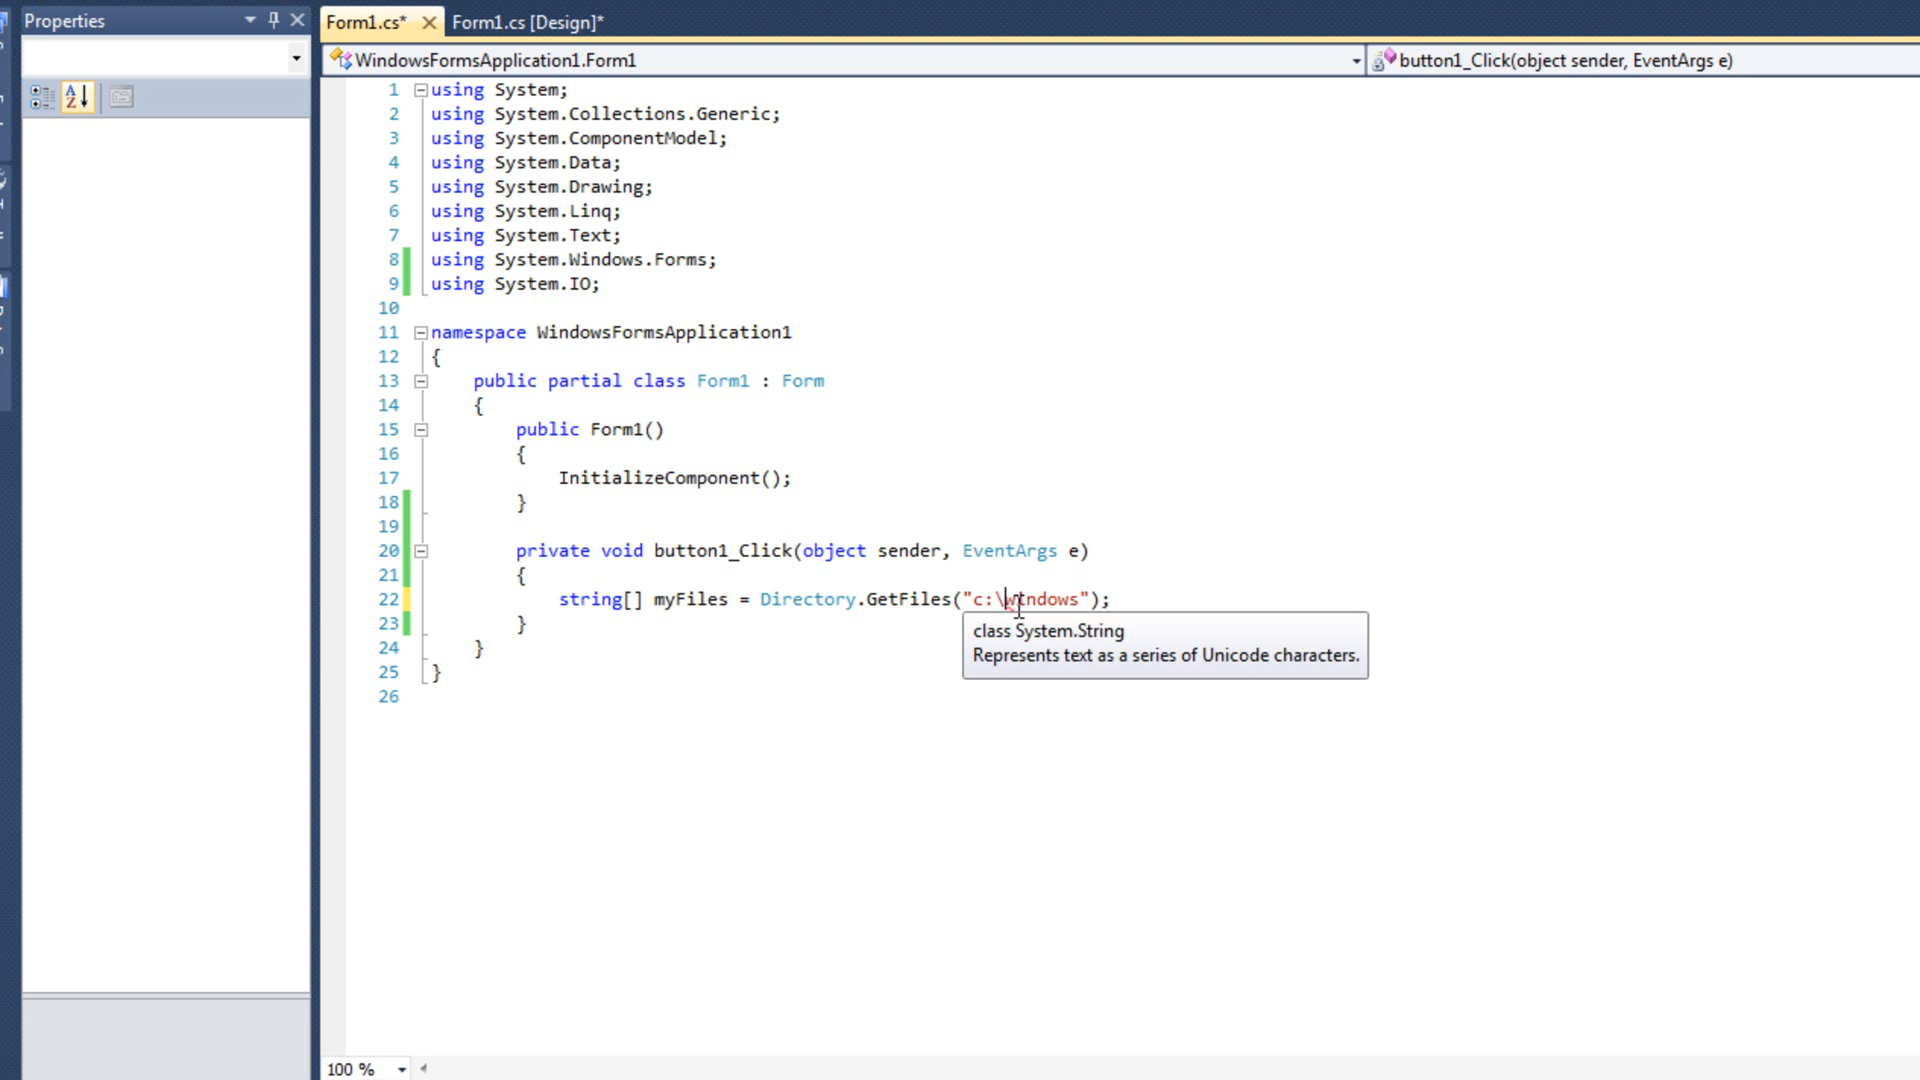 Properties
Form1.cs*
Form1.cs [Design]*
WindowsFormsApplication1.Form1
button1_Click(object sender, EventArgs e)
1 using System;
2 using System.Collections.Generic;
3 using System.ComponentModel;
4 using System.Data;
5 using System.Drawing;
6 using System.Linq;
7 using System.Text;
8 using System.Windows.Forms;
9 using System.IO;
10
11 namespace WindowsFormsApplication1
12 {
13 public partial class Form1 : Form
14 {
15 public Form1()
16 {
17 InitializeComponent();
18 }
19
20 private void button1_Click(object sender, EventArgs e)
21 {
22 string[] myFiles = Directory.GetFiles("c:\windows");
23 }
24 }
25 }
26
class System.String
Represents text as a series of Unicode characters.
100 %